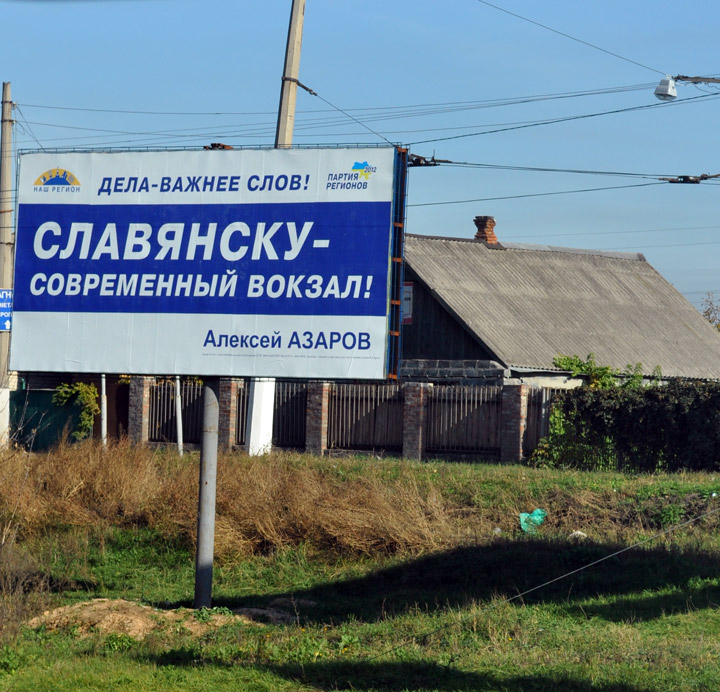 НАШ РЕГИОН
ДЕЛА-ВАЖНЕЕ СЛОВ!
ПАРТИЯ 2012
РЕГИОНОВ
СЛАВЯНСКУ-
СОВРЕМЕННЫЙ ВОКЗАЛ!
Алексей АЗАРОВ